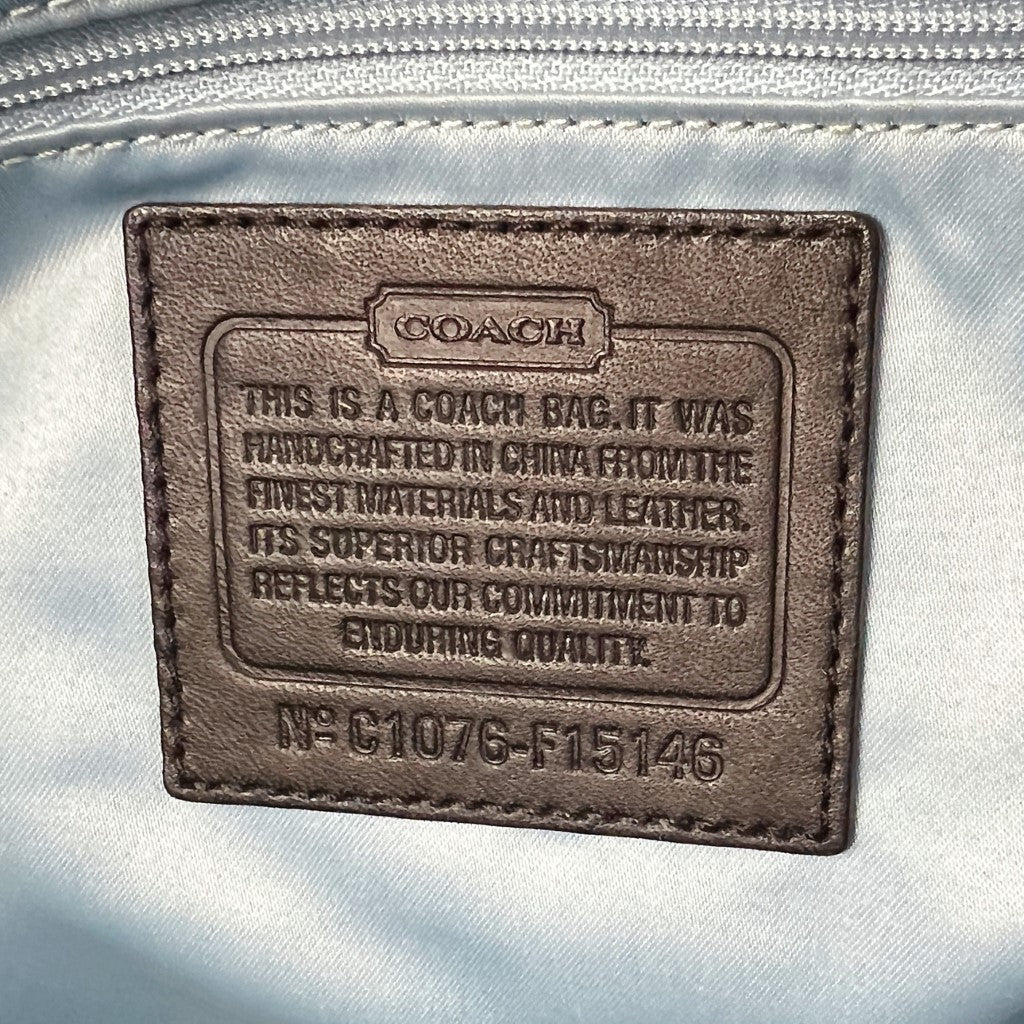 COACH
THIS IS A COACH BAG. IT WAS
HANDCRAFTED IN CHINA FROM THE
FINEST MATERIALS AND LEATHER.
ITS SUPERIOR CRAFTSMANSHIP
REFLECTS OUR COMMITMENT TO
ENDURING QUALITY.
Nº C1076-F15146